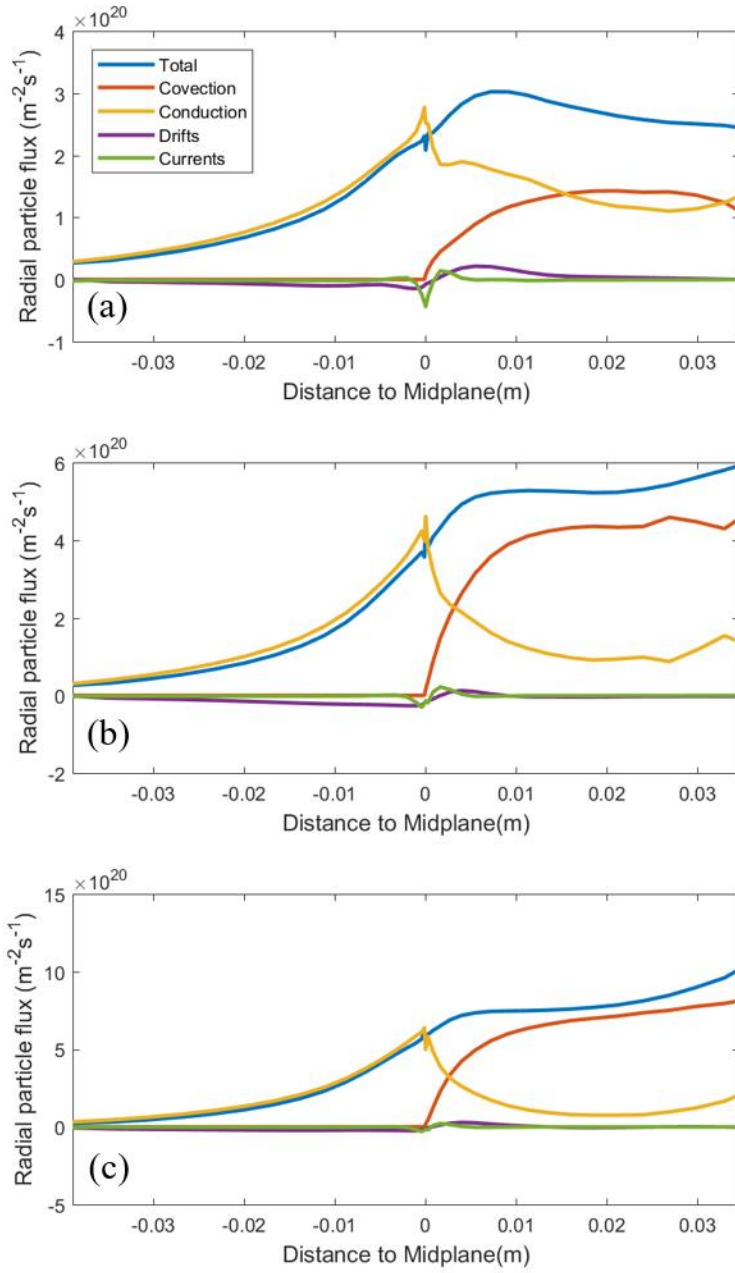 ×10^20
4
3
2
1
0
-1
Radial particle flux (m^-2s^-1)
Total
Covection
Conduction
Drifts
Currents
(a)
-0.03 -0.02 -0.01 0 0.01 0.02 0.03
Distance to Midplane(m)
×10^20
6
4
2
0
-2
Radial particle flux (m^-2s^-1)
(b)
-0.03 -0.02 -0.01 0 0.01 0.02 0.03
Distance to Midplane(m)
×10^20
15
10
5
0
-5
Radial particle flux (m^-2s^-1)
(c)
-0.03 -0.02 -0.01 0 0.01 0.02 0.03
Distance to Midplane(m)